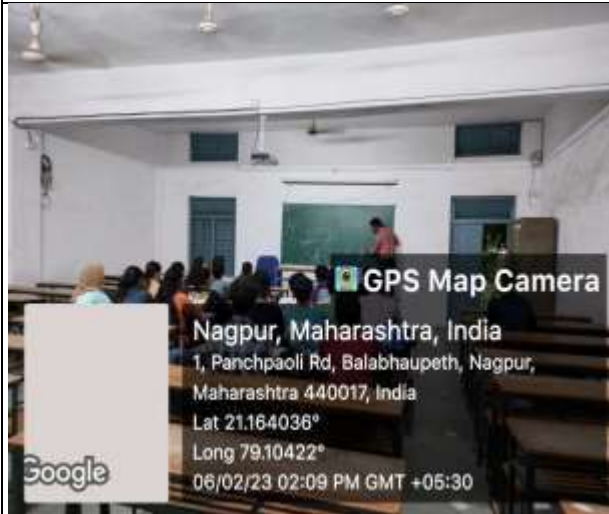 GPS Map Camera
Nagpur, Maharashtra, India
1, Panchpaoli Rd, Balabhaupeth, Nagpur,
Maharashtra 440017, India
Lat 21.164036°
Long 79.10422°
06/02/23 02:09 PM GMT +05:30
Google